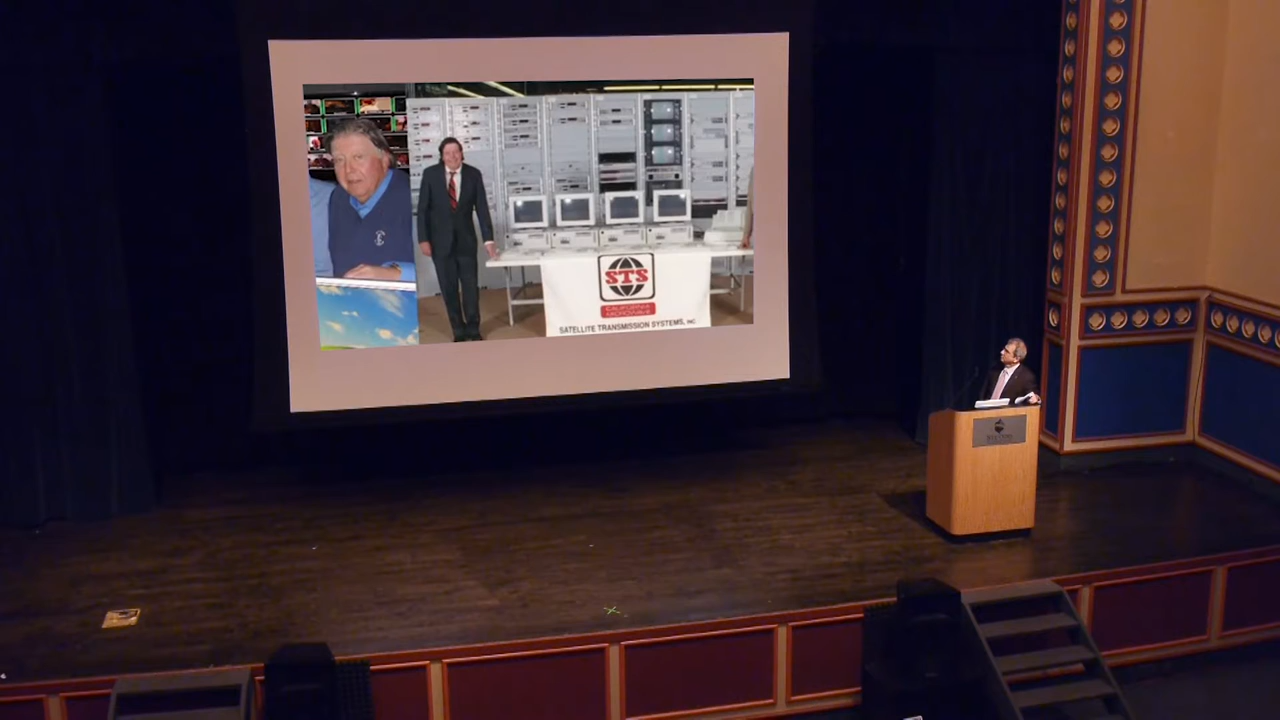 STS
CALIFORNIA
MICROWAVE
SATELLITE TRANSMISSION SYSTEMS, INC.